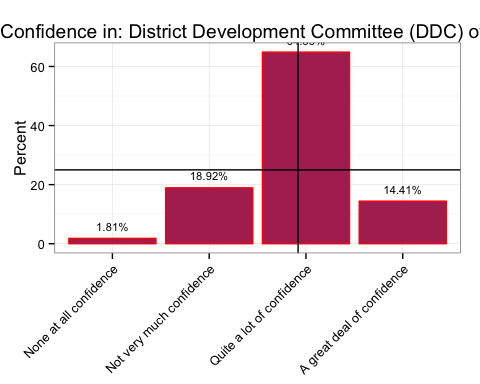 Confidence in: District Development Committee (DDC) o
Percent
60
40
20
0
1.81%
18.92%
14.41%
None at all confidence
Not very much confidence
Quite a lot of confidence
A great deal of confidence